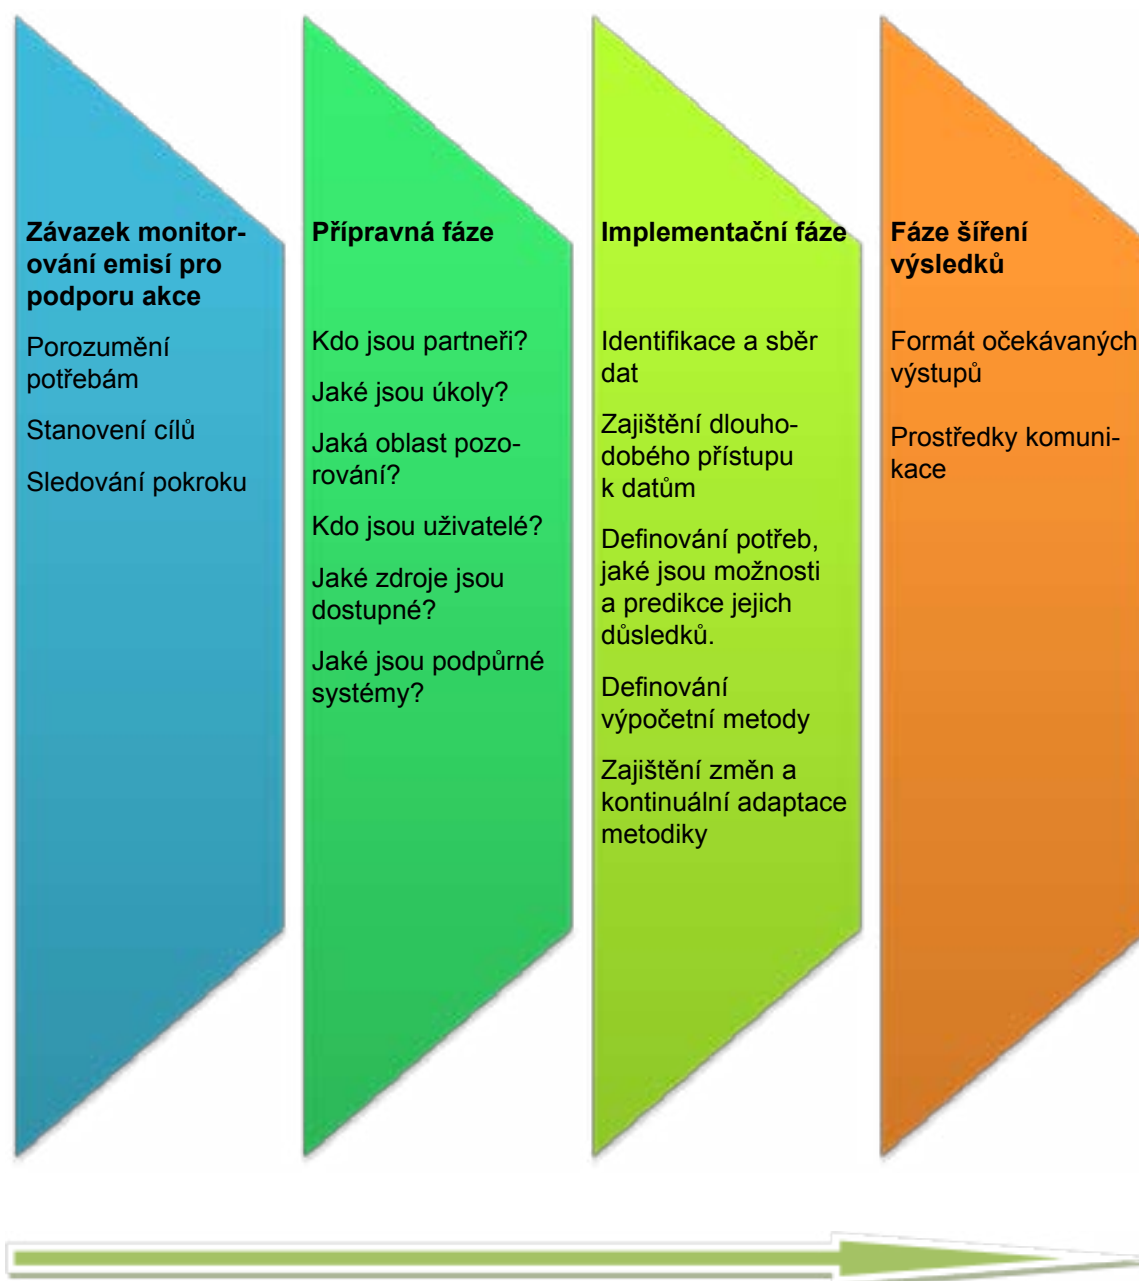 Závazek monitor-
ování emisí pro
podporu akce
Porozumění
potřebám
Stanovení cílů
Sledování pokroku
Přípravná fáze
Kdo jsou partneři?
Jaké jsou úkoly?
Jaká oblast pozo-
rování?
Kdo jsou uživatelé?
Jaké zdroje jsou
dostupné?
Jaké jsou podpůrné
systémy?
Implementační fáze
Identifikace a sběr
dat
Zajištění dlouho-
dobého přístupu
k datům
Definování potřeb,
jaké jsou možnosti
a predikce jejich
důsledků.
Definování
výpočetní metody
Zajištění změn a
kontinuální adaptace
metodiky
Fáze šíření
výsledků
Formát očekávaných
výstupů
Prostředky komuni-
kace